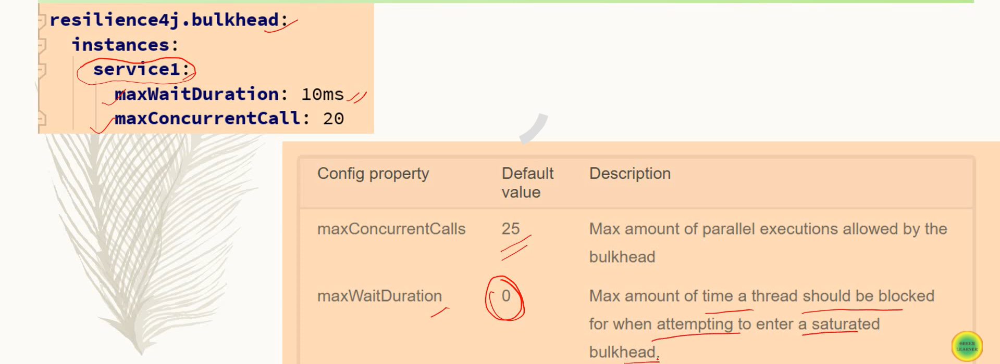 resilience4j.bulkhead:
instances:
service1:
maxWaitDuration: 10ms
maxConcurrentCall: 20
Config property Default value Description
maxConcurrentCalls 25 Max amount of parallel executions allowed by the
bulkhead
maxWaitDuration 0 Max amount of time a thread should be blocked
for when attempting to enter a saturated
bulkhead.
GREEN
LEARNER